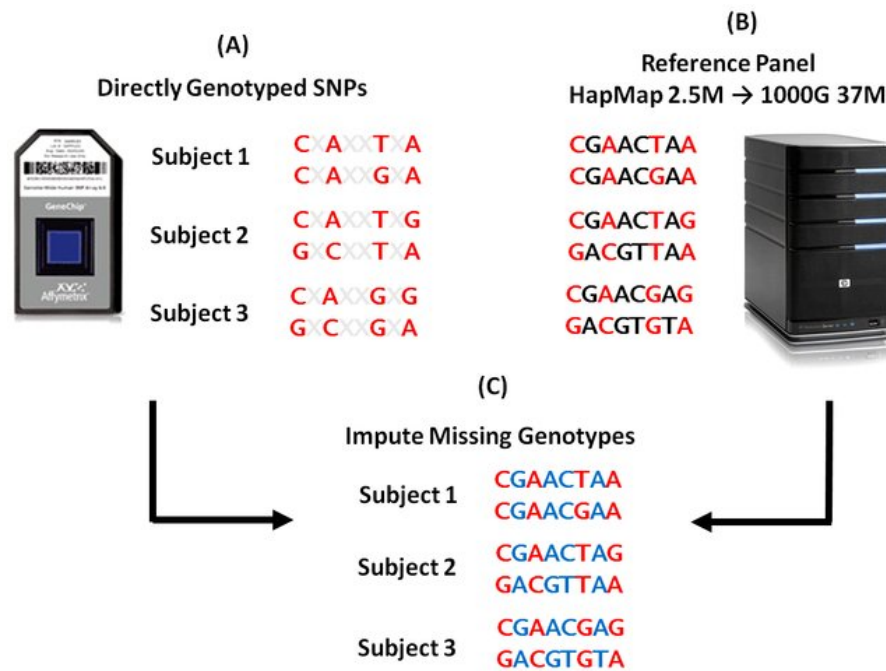 (A)
Directly Genotyped SNPs
(B)
Reference Panel
HapMap 2.5M → 1000G 37M
GeneChip
Affymetrix
Subject 1
CXAXXTXA
CXAXXGXA
Subject 2
CXAXXTXG
GXCXXTXA
Subject 3
CXAXXGXG
GXCXXGXA
CGAACTAA
CGAACGAA
CGAACTAG
GACGTTAA
CGAACGAG
GACGTGTA
hp
(C)
Impute Missing Genotypes
Subject 1
CGAACTAA
CGAACGAA
Subject 2
CGAACTAG
GACGTTAA
Subject 3
CGAACGAG
GACGTGTA